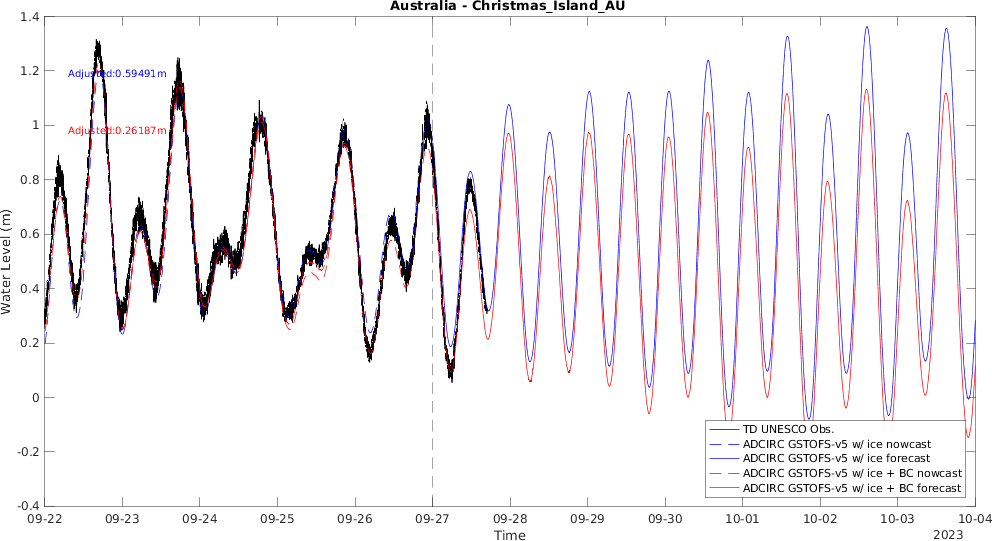 Australia - Christmas_Island_AU
1.4
1.2
1
0.8
0.6
0.4
0.2
0
-0.2
-0.4
Water Level (m)
Adjusted:0.59491m
Adjusted:0.26187m
TD UNESCO Obs.
ADCIRC GSTOFS-v5 w/ ice nowcast
ADCIRC GSTOFS-v5 w/ ice forecast
ADCIRC GSTOFS-v5 w/ ice + BC nowcast
ADCIRC GSTOFS-v5 w/ ice + BC forecast
09-22 09-23 09-24 09-25 09-26 09-27 09-28 09-29 09-30 10-01 10-02 10-03 10-04
Time
2023